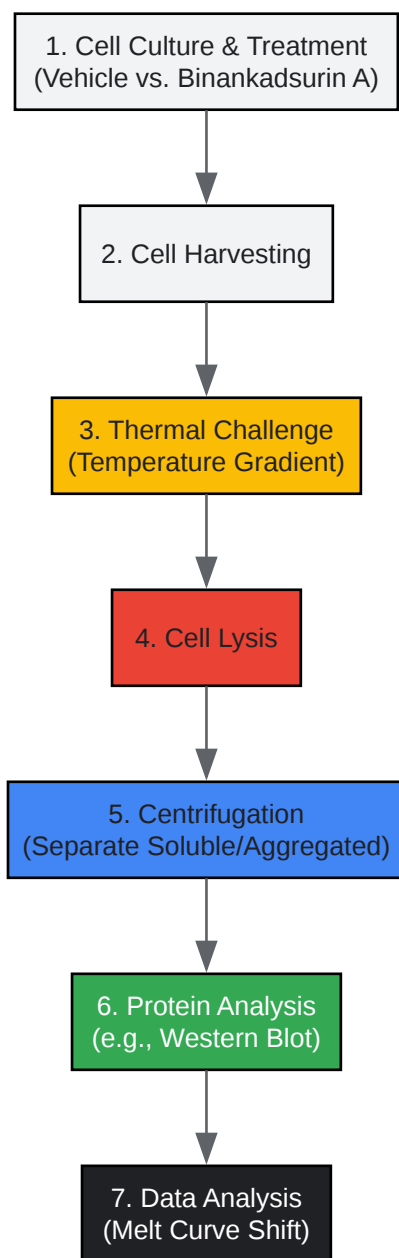 1. Cell Culture & Treatment
(Vehicle vs. Binankadsurin A)
2. Cell Harvesting
3. Thermal Challenge
(Temperature Gradient)
4. Cell Lysis
5. Centrifugation
(Separate Soluble/Aggregated)
6. Protein Analysis
(e.g., Western Blot)
7. Data Analysis
(Melt Curve Shift)